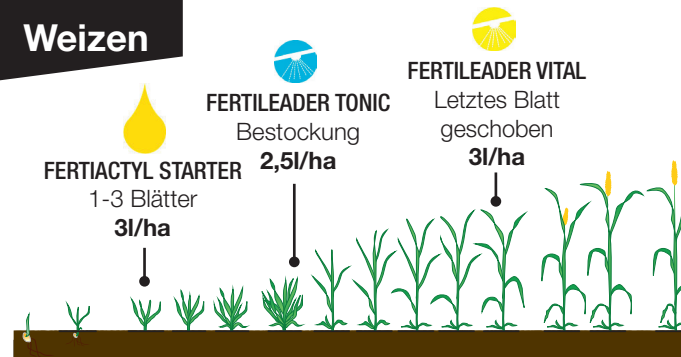 Weizen
FERTIACTYL STARTER
1-3 Blätter
3l/ha
FERTILEADER TONIC
Bestockung
2,5l/ha
FERTILEADER VITAL
Letztes Blatt
geschoben
3l/ha